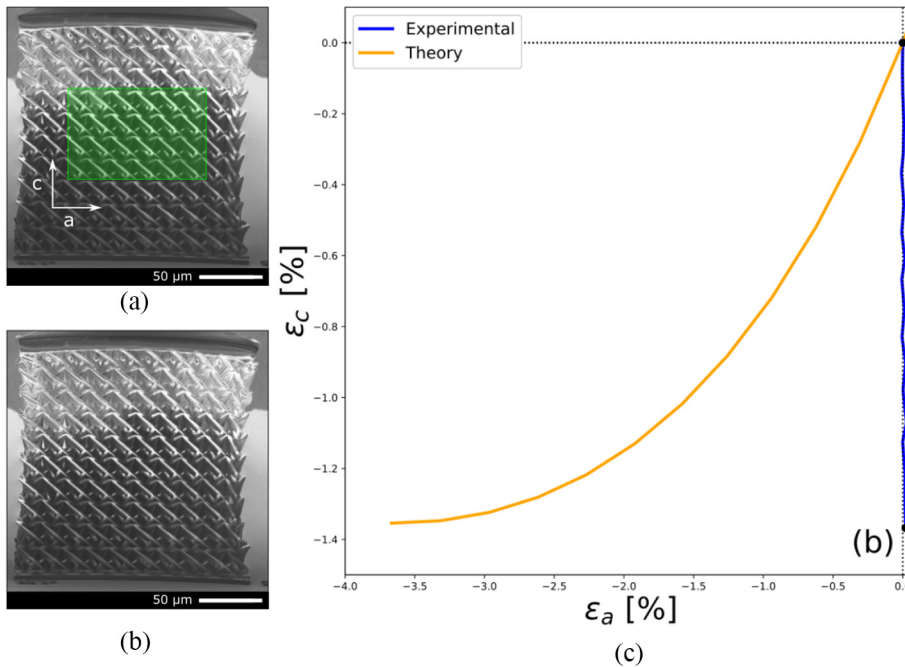 c
a
50 μm
(a)
50 μm
(b)
Experimental
Theory
0.0
−0.2
−0.4
−0.6
−0.8
−1.0
−1.2
−1.4
εc [%]
(b)
−4.0 −3.5 −3.0 −2.5 −2.0 −1.5 −1.0 −0.5 0.
εa [%]
(c)